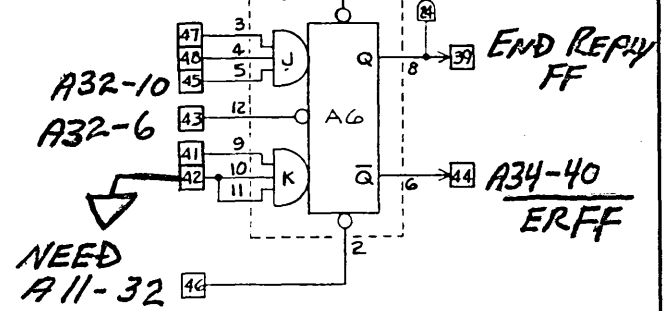 24
47 3
48 4 J Q 8 39 END REPLY
45 5 FF
A32-10
A32-6 43 12 A6
41 9
42 10 K Q 6 44 A34-40
11 ERFF
NEED
A11-32 46 2